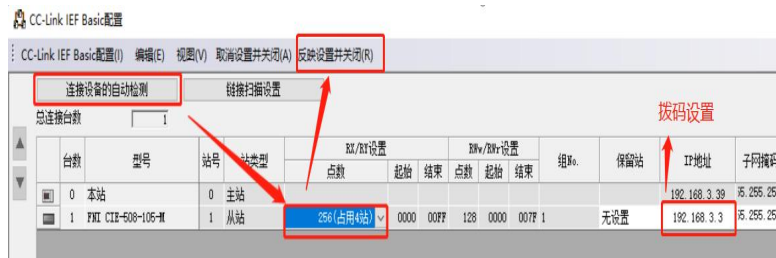 CC-Link IEF Basic配置
CC-Link IEF Basic配置(I) 编辑(E) 视图(V) 取消设置并关闭(A) 反映设置并关闭(R)
连接设备的自动检测 链接扫描设置
总连接台数 1
拨码设置
台数 型号 站号 站类型 RX/RY设置 RWw/RWr设置 组No. 保留站 IP地址 子网掩码
点数 起始 结束 点数 起始 结束
0 本站 0 主站 192.168.3.39 55.255.25
1 FNI CIE-508-105-M 1 从站 256(占用4站) 0000 00FF 128 0000 007F 1 无设置 192.168.3.3 55.255.25